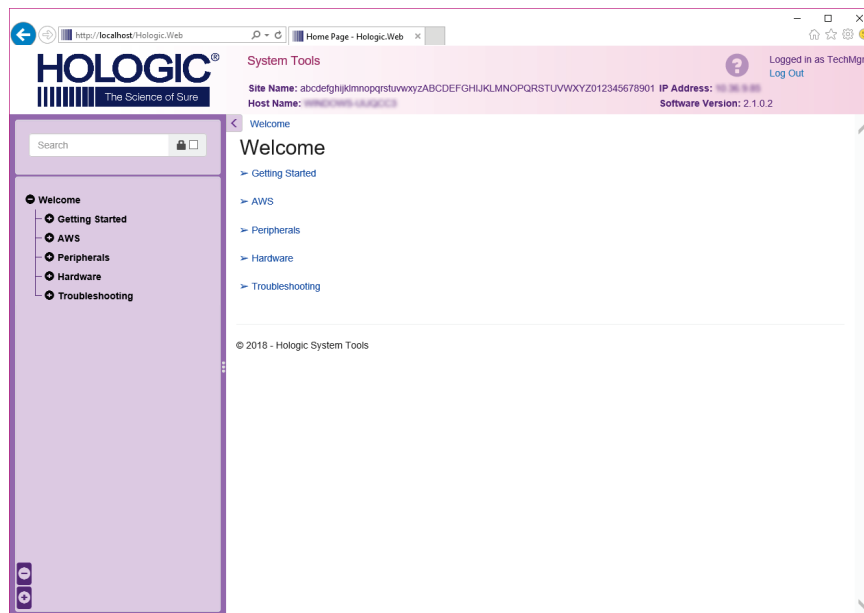 http://localhost/Hologic.Web
Home Page - Hologic.Web
HOLOGIC®
The Science of Sure
System Tools
Logged in as TechMgr
Log Out
Site Name: abcdefghijklmnopqrstuvwxyzABCDEFGHIJKLMNOPQRSTUVWXYZ012345678901 IP Address:
Host Name:
Software Version: 2.1.0.2
Search
Welcome
Getting Started
AWS
Peripherals
Hardware
Troubleshooting
Welcome
Welcome
➢ Getting Started
➢ AWS
➢ Peripherals
➢ Hardware
➢ Troubleshooting
© 2018 - Hologic System Tools